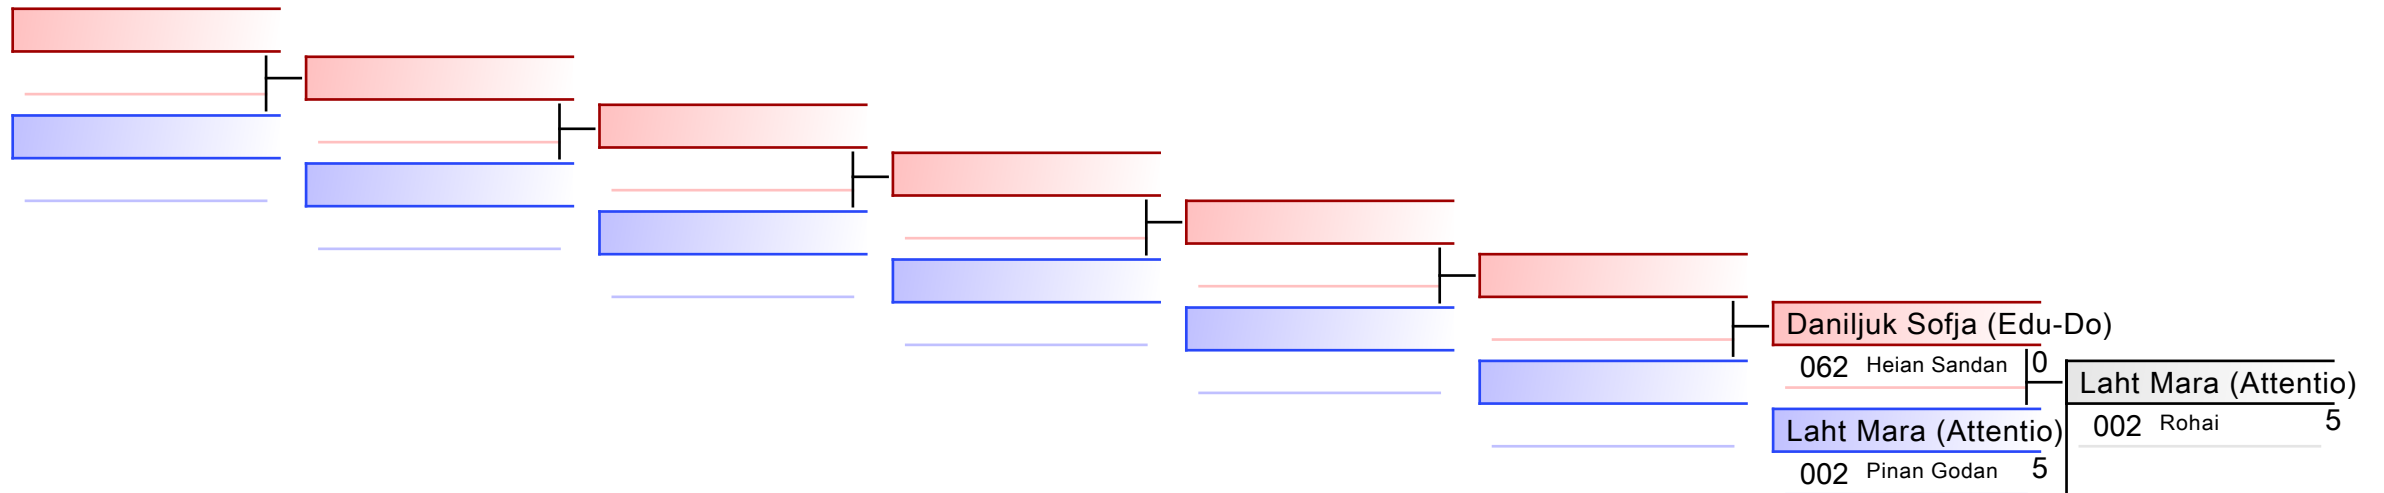 Daniljuk Sofja (Edu-Do)
062 Heian Sandan 0
Laht Mara (Attentio)
002 Rohai 5
Laht Mara (Attentio)
002 Pinan Godan 5